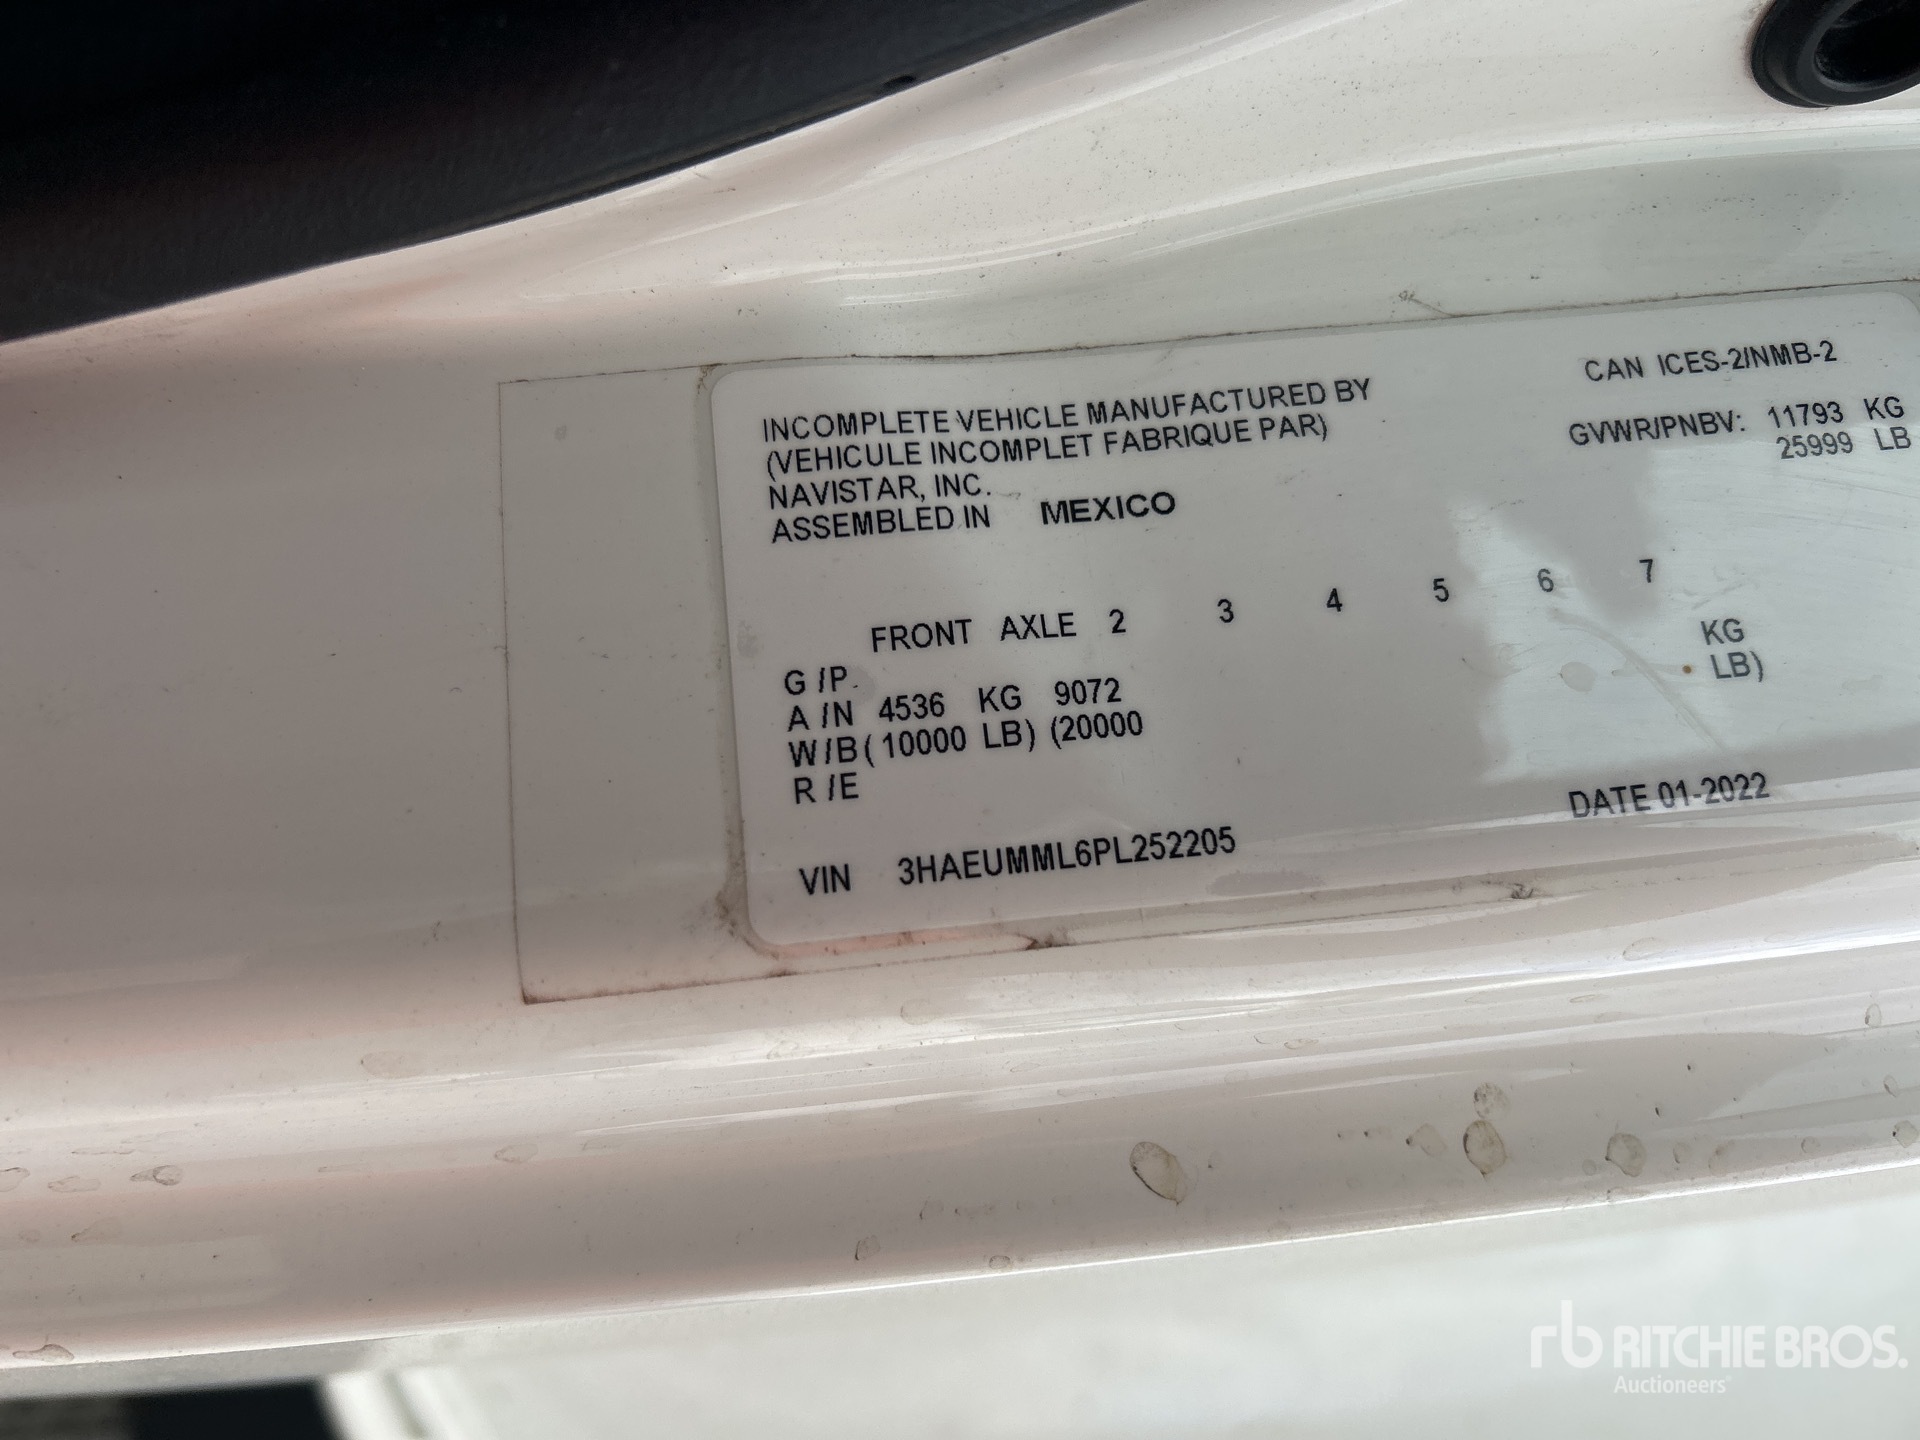 CAN ICES-2/NMB-2
INCOMPLETE VEHICLE MANUFACTURED BY
(VEHICULE INCOMPLET FABRIQUE PAR)
NAVISTAR, INC.
ASSEMBLED IN MEXICO
GVWR/PNBV: 11793 KG
25999 LB
FRONT AXLE 2 3 4 5 6 7
G /P
A /N 4536 KG 9072 KG
W/B ( 10000 LB) (20000 LB)
R /E
DATE 01-2022
VIN 3HAEUMML6PL252205
rb RITCHIE BROS.
Auctioneers